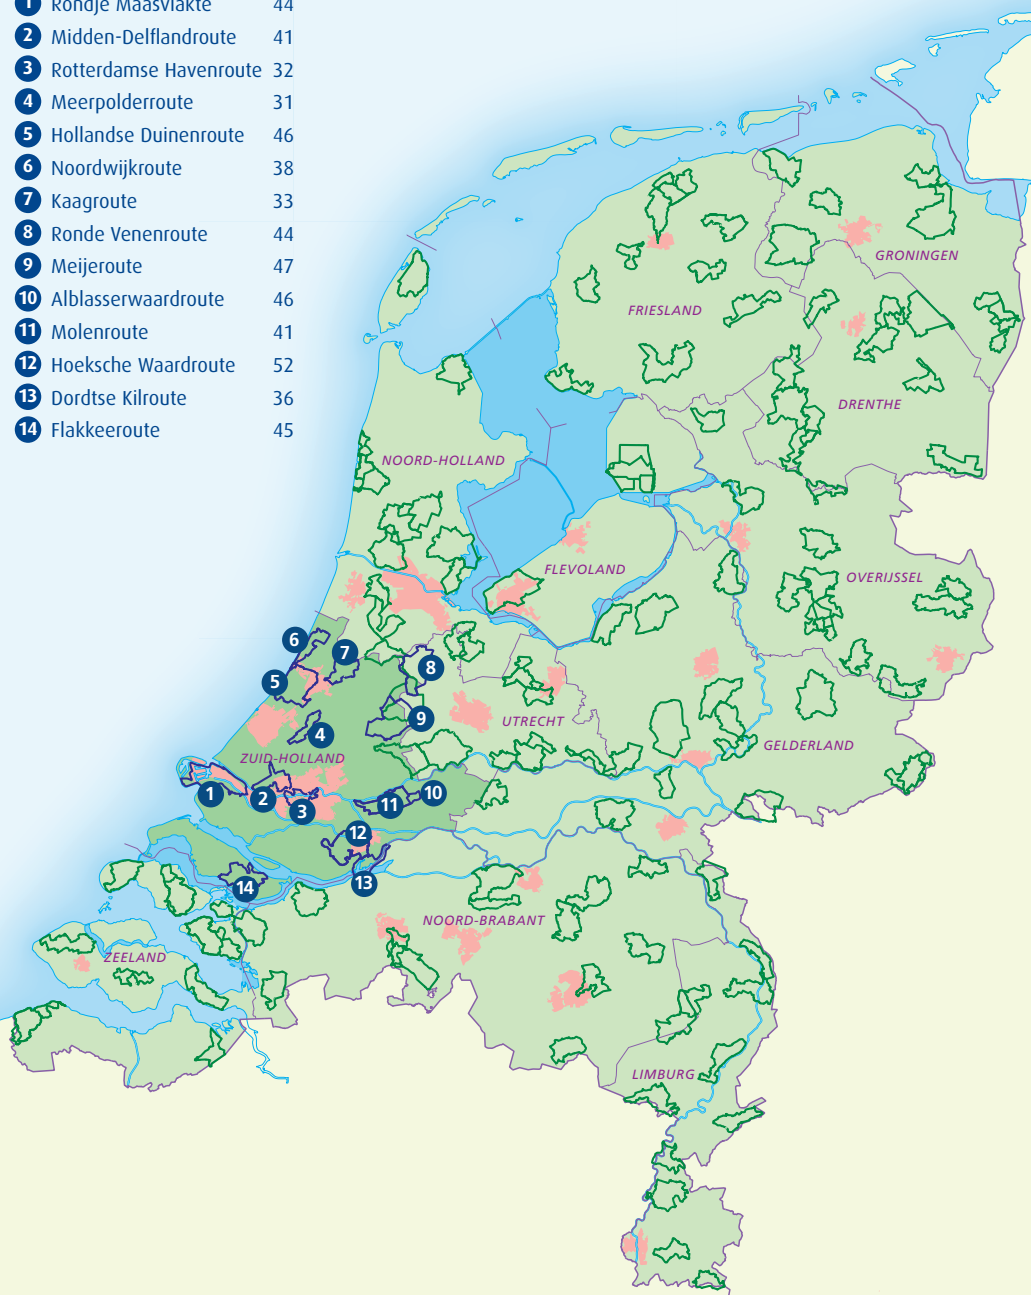 1 Rondje Maasvlakte 44
2 Midden-Delflandroute 41
3 Rotterdamse Havenroute 32
4 Meerpolderroute 31
5 Hollandse Duinenroute 46
6 Noordwijkroute 38
7 Kaagroute 33
8 Ronde Venenroute 44
9 Meijeroute 47
10 Alblasserwaardroute 46
11 Molenroute 41
12 Hoeksche Waardroute 52
13 Dordtse Kilroute 36
14 Flakkeeroute 45
GRONINGEN
FRIESLAND
DRENTHE
NOORD-HOLLAND
FLEVOLAND
OVERIJSSEL
6
7
8
5
9
UTRECHT
4
GELDERLAND
ZUID-HOLLAND
1
2
3
11
10
12
13
14
NOORD-BRABANT
ZEELAND
LIMBURG